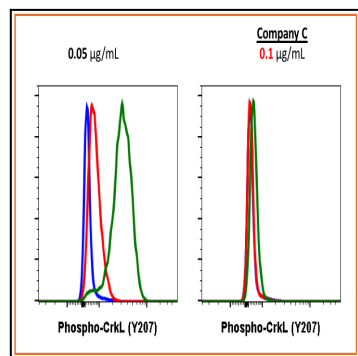 Company C
0.05 µg/mL
0.1 µg/mL
Phospho-CrkL (Y207)
Phospho-CrkL (Y207)